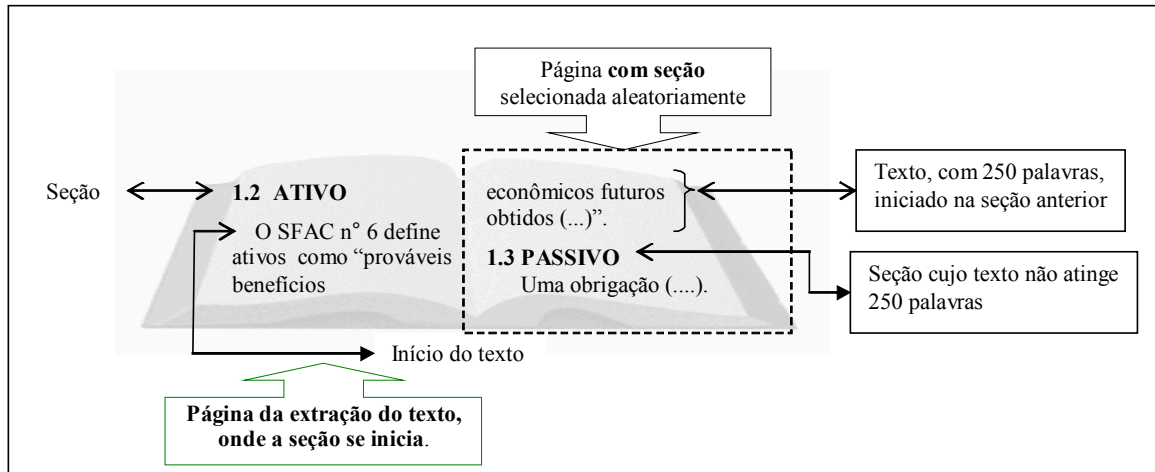 Página com seção
selecionada aleatoriamente
Seção
1.2 ATIVO
O SFAC n° 6 define
ativos como “prováveis
benefícios
econômicos futuros
obtidos (...)”.
1.3 PASSIVO
Uma obrigação (....).
Texto, com 250 palavras,
iniciado na seção anterior
Seção cujo texto não atinge
250 palavras
Início do texto
Página da extração do texto,
onde a seção se inicia.